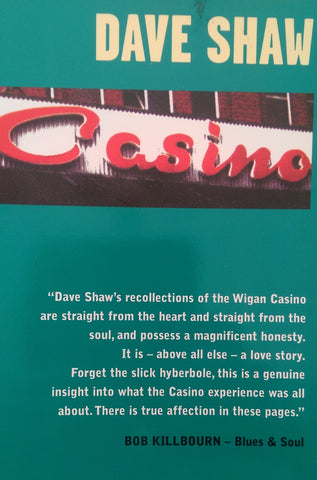 DAVE SHAW
Casino
"Dave Shaw's recollections of the Wigan Casino
are straight from the heart and straight from the
soul, and possess a magnificent honesty.
It is – above all else – a love story.
Forget the slick hyberbole, this is a genuine
insight into what the Casino experience was all
about. There is true affection in these pages."
BOB KILLBOURN – Blues & Soul